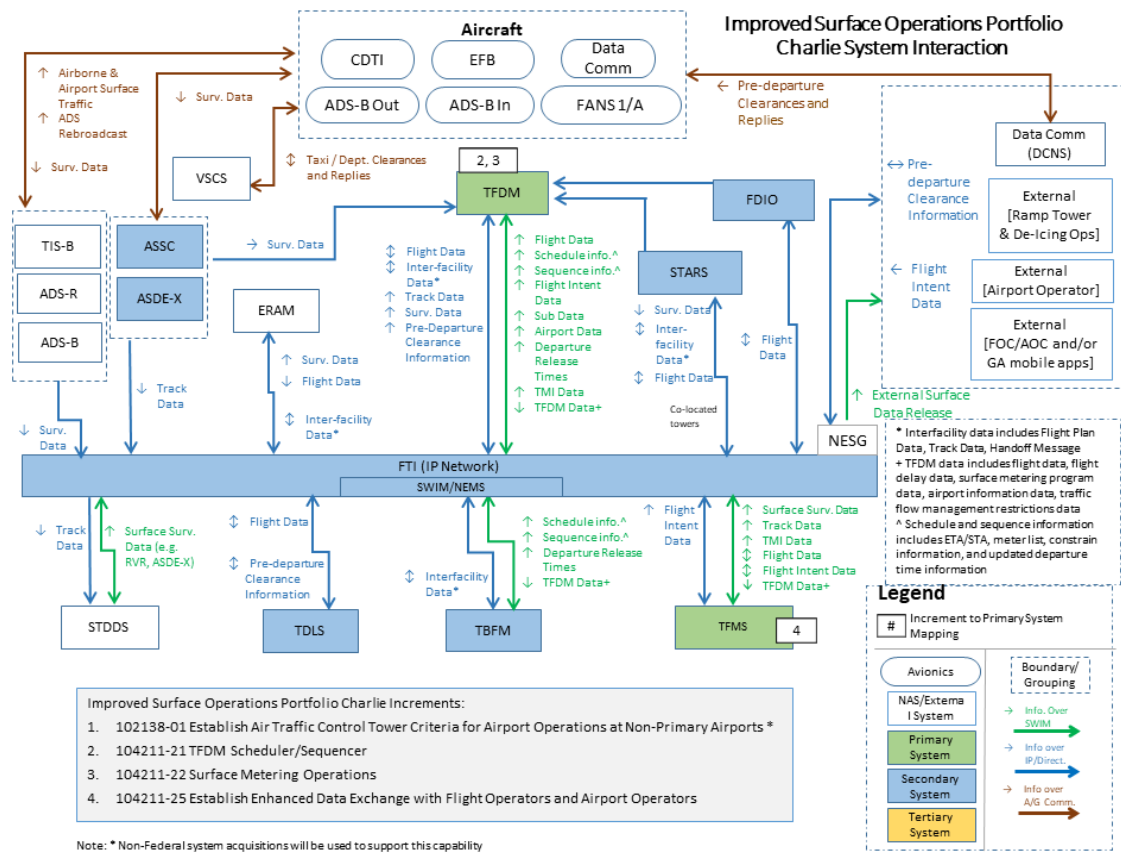 Improved Surface Operations Portfolio
Charlie System Interaction
Aircraft
CDTI
EFB
Data
Comm
ADS-B Out
ADS-B In
FANS 1/A
↑ Airborne &
Airport Surface
Traffic
↑ ADS
Rebroadcast
↓ Surv. Data
↓ Surv. Data
← Pre-departure
Clearances and
Replies
VSCS
↕ Taxi / Dept. Clearances
and Replies
2, 3
TFDM
FDIO
STARS
Data Comm
(DCNS)
External
[Ramp Tower
& De-Icing Ops]
External
[Airport Operator]
External
[FOC/AOC and/or
GA mobile apps]
↔ Pre-
departure
Clearance
Information
← Flight
Intent
Data
TIS-B
ADS-R
ADS-B
ASSC
ASDE-X
→ Surv. Data
ERAM
↑ Surv. Data
↓ Flight Data
↕ Inter-facility
Data*
↕ Flight Data
↕ Inter-facility
Data*
↑ Track Data
↑ Surv. Data
↑ Pre-Departure
Clearance
Information
↑ Flight Data
↑ Schedule info.^
↑ Sequence info.^
↑ Flight Intent
Data
↑ Sub Data
↑ Airport Data
↑ Departure
Release
Times
↑ TMI Data
↓ TFDM Data+
↓ Surv. Data
↕ Inter-
facility
Data*
↕ Flight Data
Co-located
towers
↕ Flight
Data
↑ External Surface
Data Release
NESG
↓ Track
Data
↓ Surv.
Data
FTI (IP Network)
SWIM/NEMS
* Interfacility data includes Flight Plan
Data, Track Data, Handoff Message
+ TFDM data includes flight data, flight
delay data, surface metering program
data, airport information data, traffic
flow management restrictions data
^ Schedule and sequence information
includes ETA/STA, meter list, constrain
information, and updated departure
time information
↓ Track
Data
↑ Surface Surv.
Data (e.g.
RVR, ASDE-X)
↕ Flight Data
↕ Pre-departure
Clearance
Information
↕ Interfacility
Data*
↑ Schedule info.^
↑ Sequence info.^
↑ Departure Release
Times
↓ TFDM Data+
↑ Flight
Intent
Data
↑ Surface Surv. Data
↑ Track Data
↑ TMI Data
↕ Flight Data
↕ Flight Intent Data
↓ TFDM Data+
STDDS
TDLS
TBFM
TFMS
4
Legend
# Increment to Primary System
Mapping
Avionics
NAS/Externa
l System
Primary
System
Secondary
System
Tertiary
System
Boundary/
Grouping
→ Info. Over
SWIM
→ Info over
IP/Direct.
→ Info over
A/G Comm.
Improved Surface Operations Portfolio Charlie Increments:
1. 102138-01 Establish Air Traffic Control Tower Criteria for Airport Operations at Non-Primary Airports *
2. 104211-21 TFDM Scheduler/Sequencer
3. 104211-22 Surface Metering Operations
4. 104211-25 Establish Enhanced Data Exchange with Flight Operators and Airport Operators
Note: * Non-Federal system acquisitions will be used to support this capability